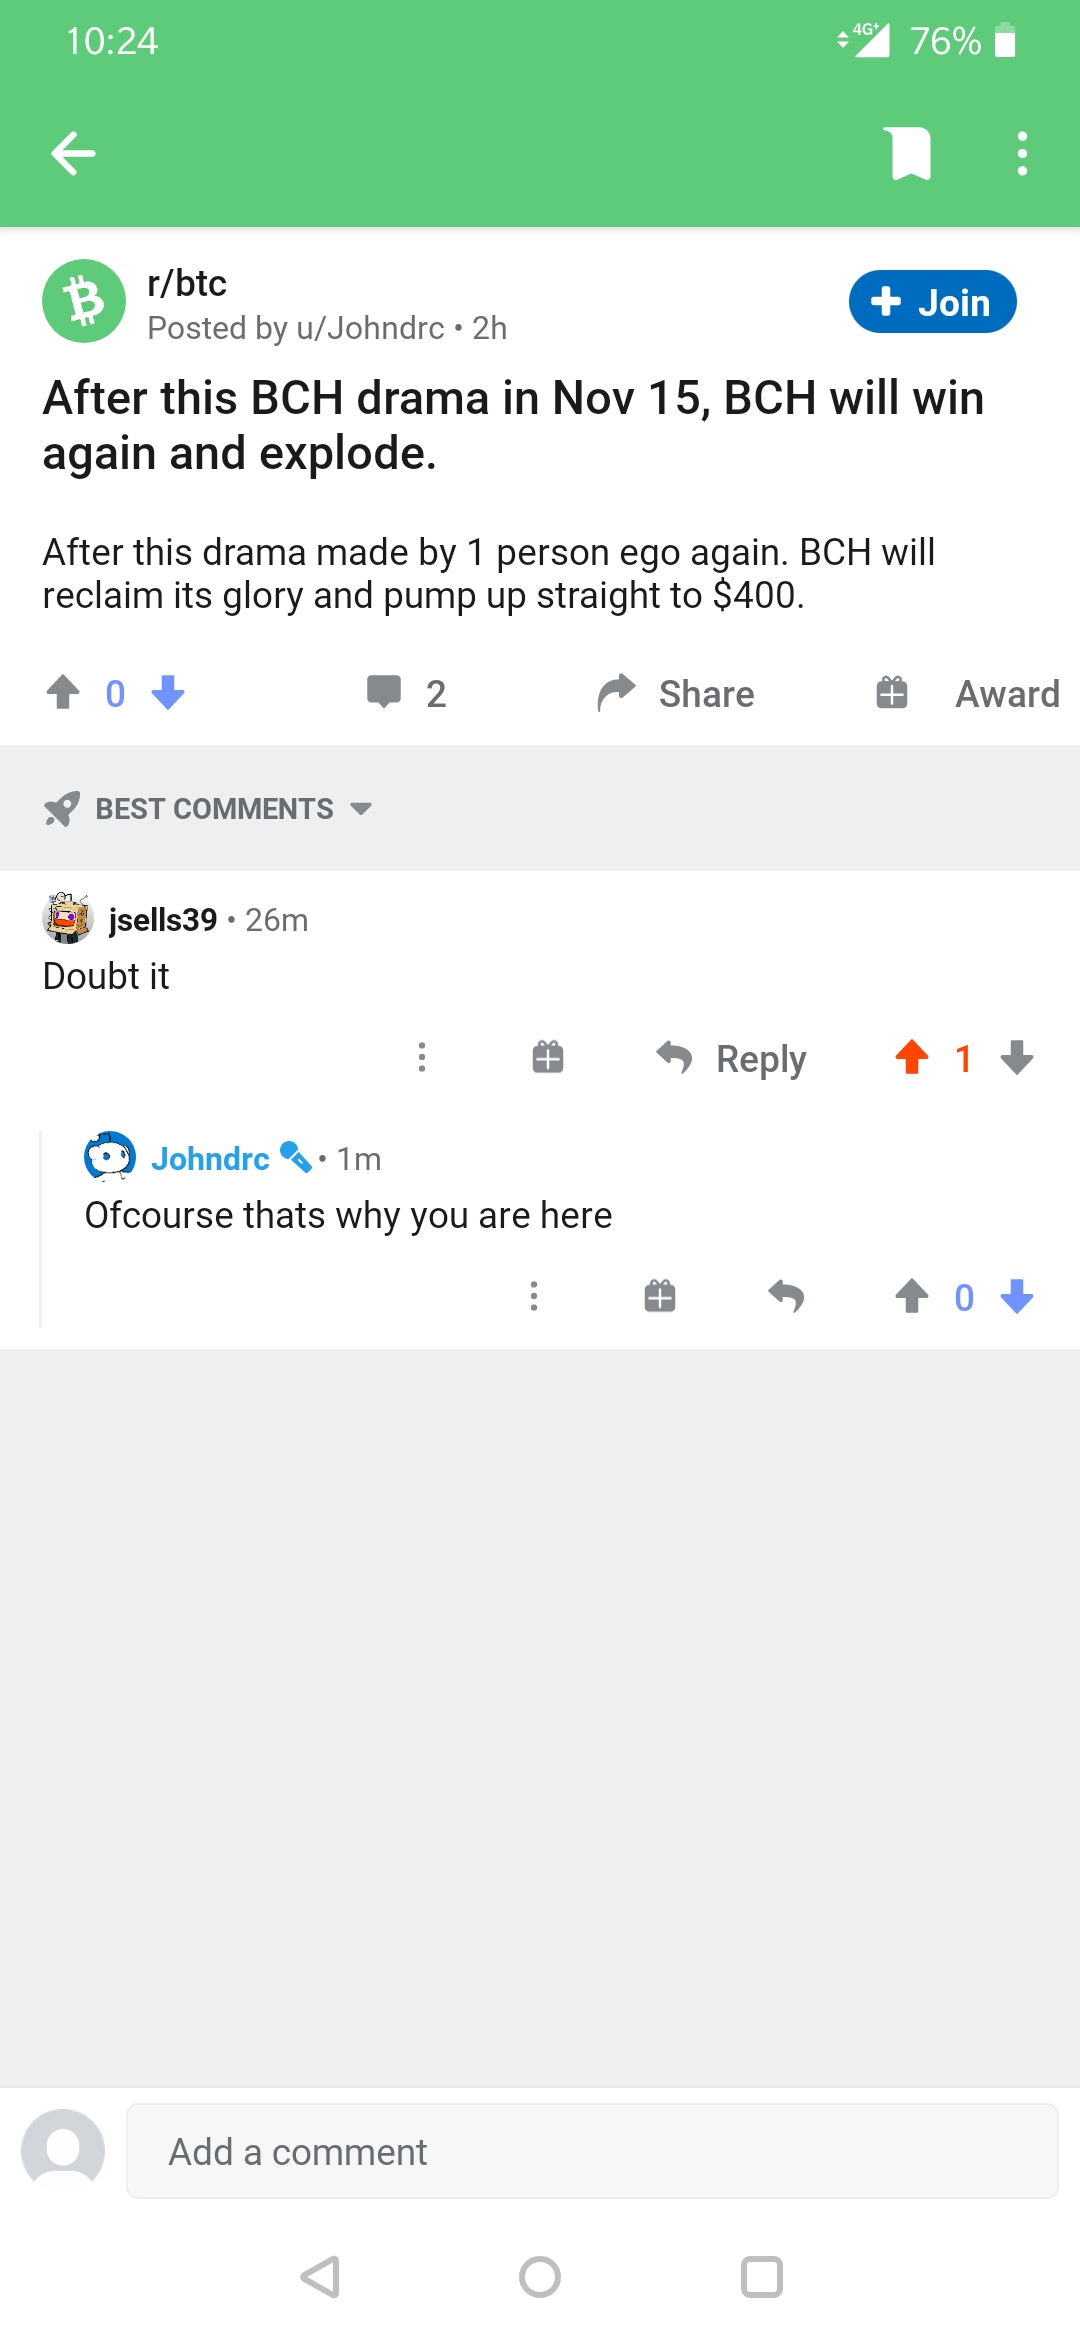 10:24
4G+ 76%
r/btc
Posted by u/Johndrc • 2h
+ Join
After this BCH drama in Nov 15, BCH will win
again and explode.
After this drama made by 1 person ego again. BCH will
reclaim its glory and pump up straight to $400.
0
2
Share
Award
BEST COMMENTS
jsells39 • 26m
Doubt it
Reply
1
Johndrc • 1m
Ofcourse thats why you are here
0
Add a comment